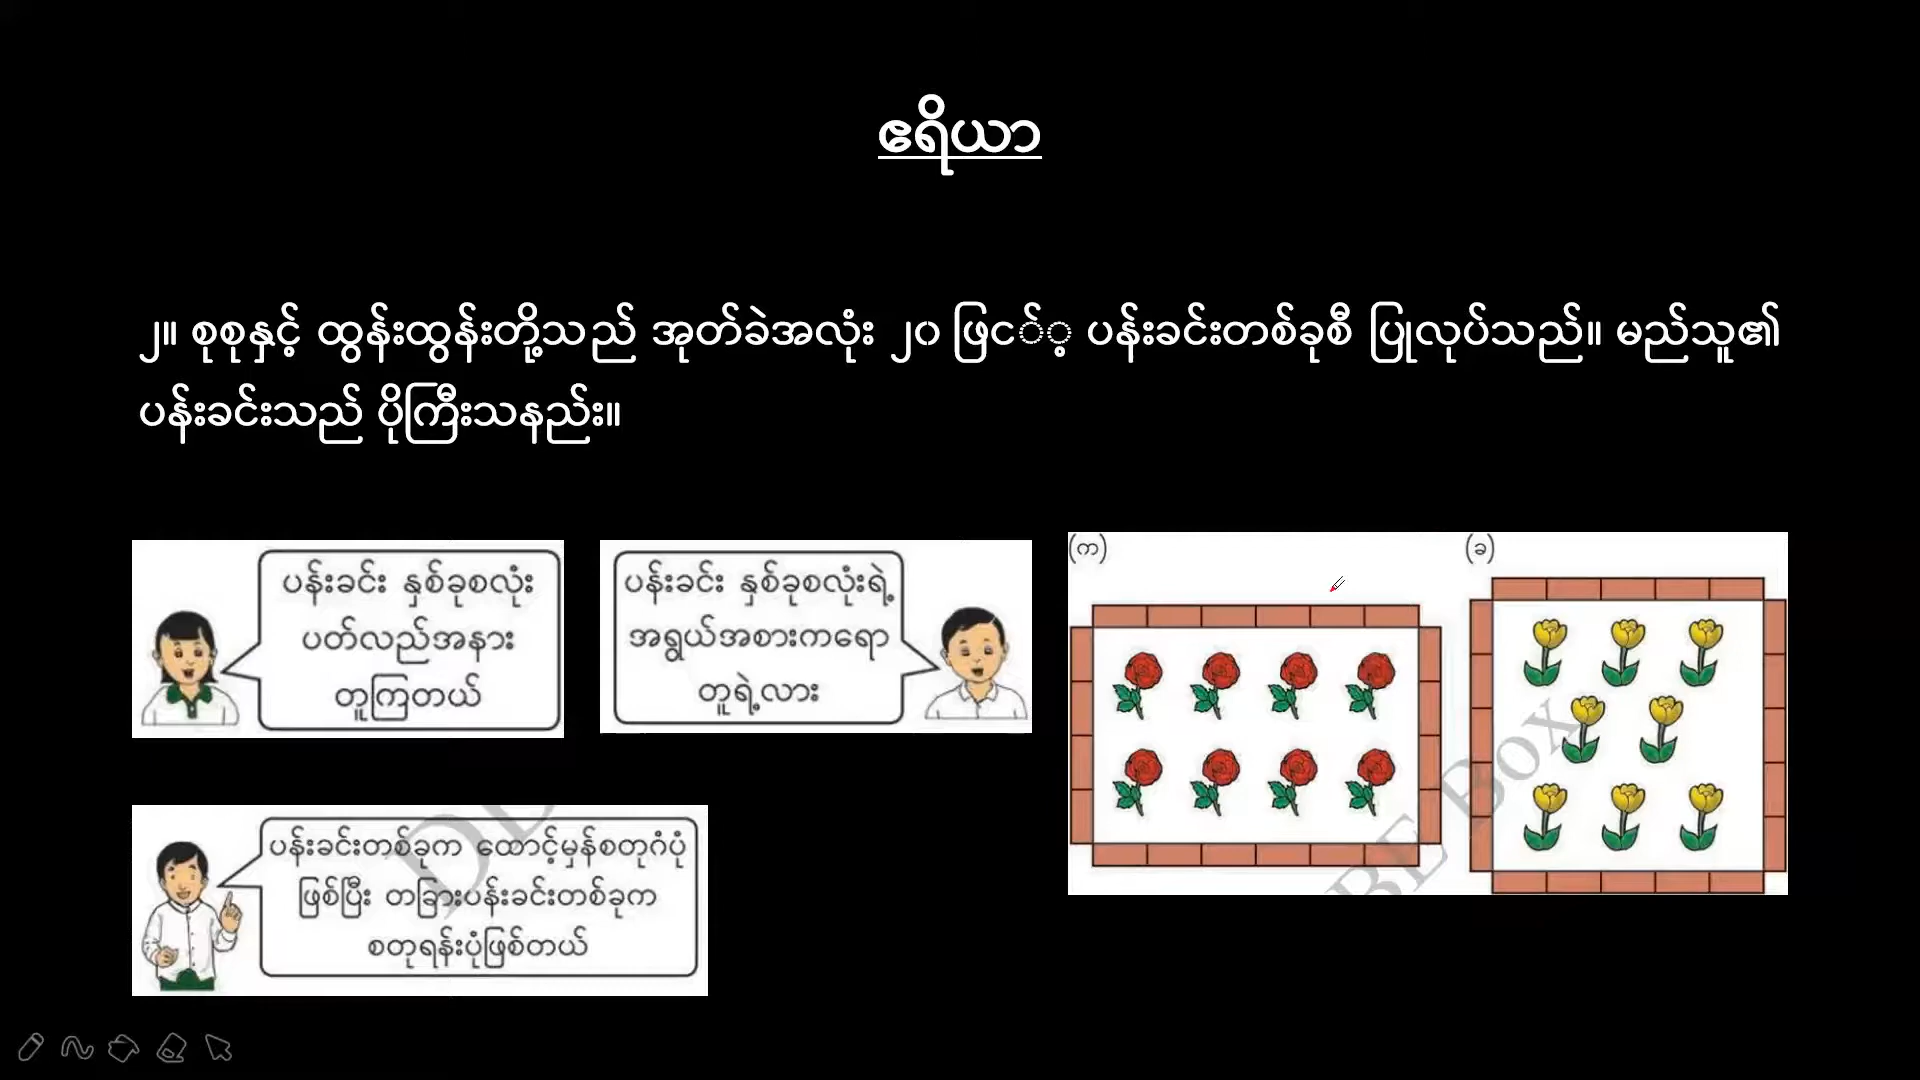 ဧရိယာ
၂။ စုစုနှင့် ထွန်းထွန်းတို့သည် အုတ်ခဲအလုံး ၂၀ ဖြင့် ပန်းခင်းတစ်ခုစီ ပြုလုပ်သည်။ မည်သူ၏
ပန်းခင်းသည် ပိုကြီးသနည်း။
ပန်းခင်း နှစ်ခုစလုံး
ပတ်လည်အနား
တူကြတယ်
ပန်းခင်း နှစ်ခုစလုံးရဲ့
အရွယ်အစားကရော
တူရဲ့လား
(က)
(ခ)
ပန်းခင်းတစ်ခုက ထောင့်မှန်စတုဂံပုံ
ဖြစ်ပြီး တခြားပန်းခင်းတစ်ခုက
စတုရန်းပုံဖြစ်တယ်
BE Box